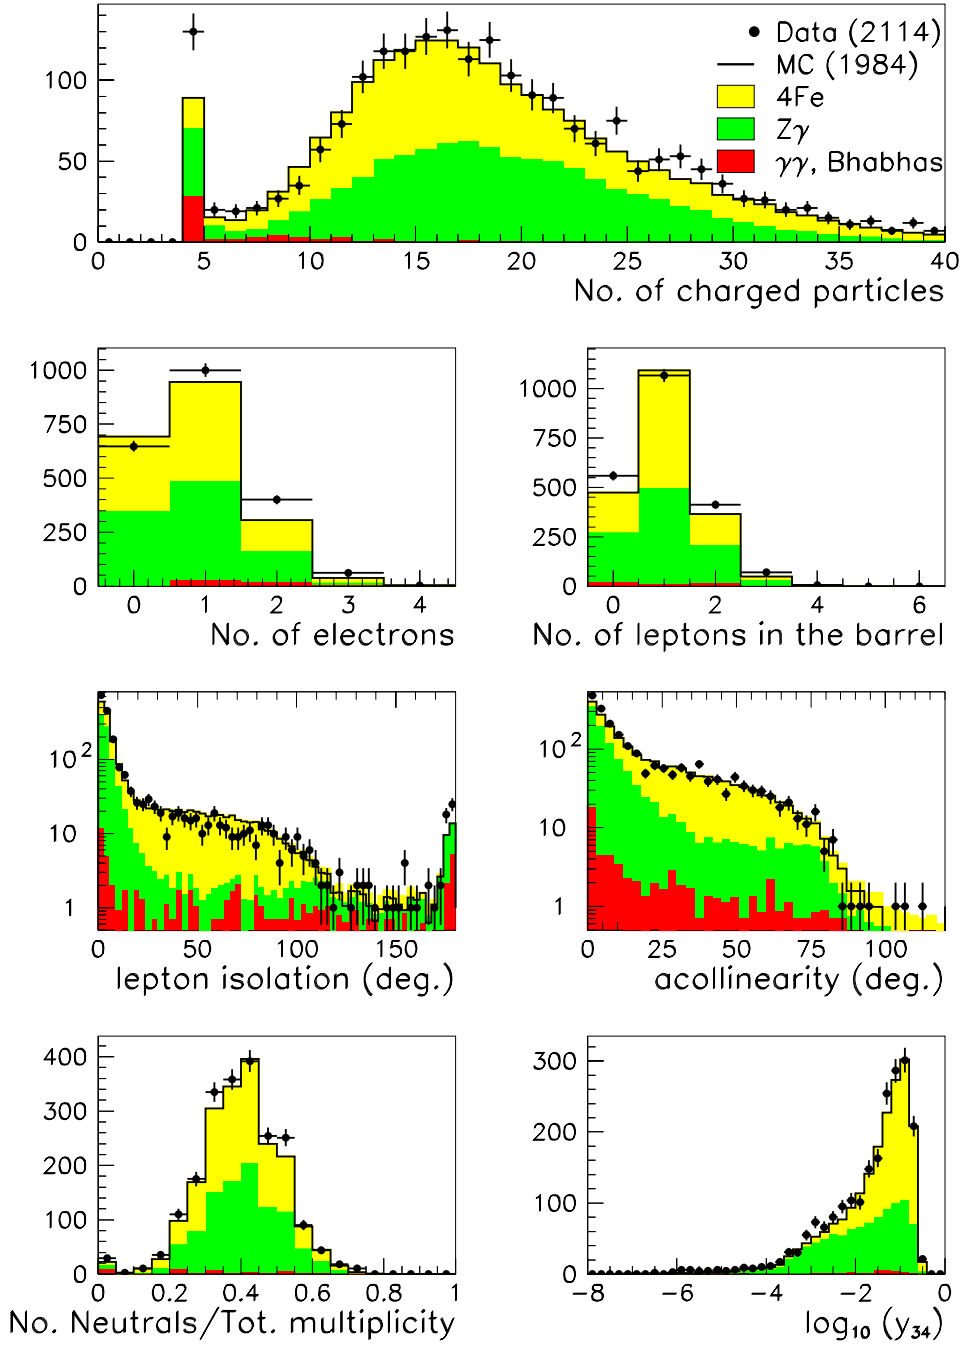 Data (2114)
MC (1984)
4Fe
Zγ
γγ, Bhabhas
100
50
0
0 5 10 15 20 25 30 35 40
No. of charged particles
1000
750
500
250
0
0 1 2 3 4
No. of electrons
1000
750
500
250
0
0 2 4 6
No. of leptons in the barrel
10²
10
1
0 50 100 150
lepton isolation (deg.)
10²
10
1
0 25 50 75 100
acollinearity (deg.)
400
300
200
100
0
0 0.2 0.4 0.6 0.8 1
No. Neutrals/Tot. multiplicity
300
200
100
0
−8 −6 −4 −2 0
log₁₀ (y₃₄)